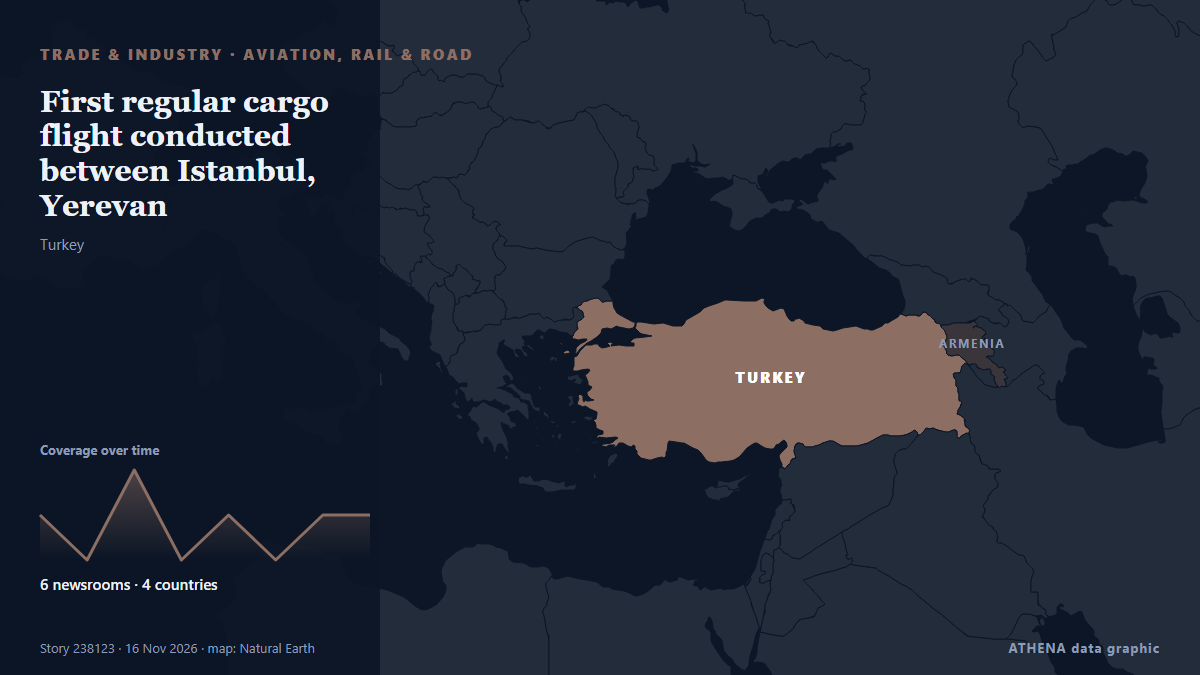 TRADE & INDUSTRY · AVIATION, RAIL & ROAD
First regular cargo
flight conducted
between Istanbul,
Yerevan
Turkey
ARMENIA
TURKEY
Coverage over time
6 newsrooms · 4 countries
Story 238123 · 16 Nov 2026 · map: Natural Earth
ATHENA data graphic